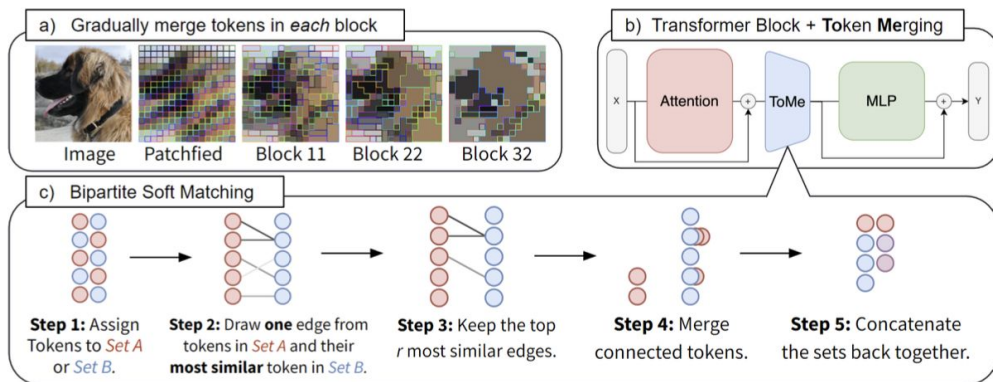 a) Gradually merge tokens in each block
Image
Patchfied
Block 11
Block 22
Block 32
b) Transformer Block + Token Merging
X
Attention
+
ToMe
MLP
+
Y
c) Bipartite Soft Matching
Step 1: Assign
Tokens to Set A
or Set B.
Step 2: Draw one edge from
tokens in Set A and their
most similar token in Set B.
Step 3: Keep the top
r most similar edges.
Step 4: Merge
connected tokens.
Step 5: Concatenate
the sets back together.